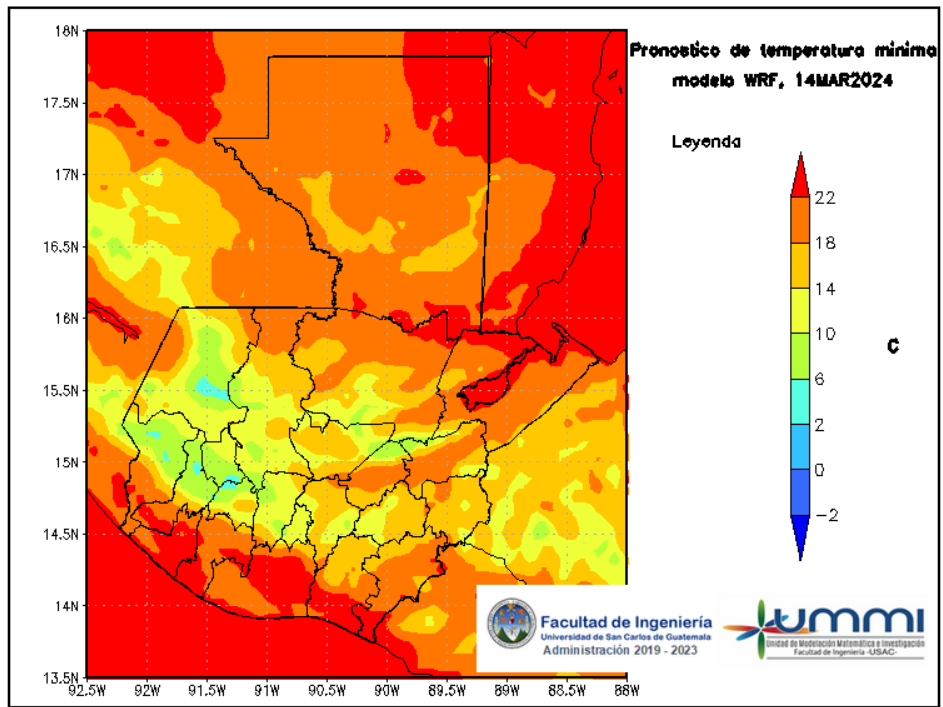 Pronostico de temperatura minima
modelo WRF, 14MAR2024
Leyenda
22
18
14
10
6
2
0
-2
C
18N
17.5N
17N
16.5N
16N
15.5N
15N
14.5N
14N
13.5N
92.5W 92W 91.5W 91W 90.5W 90W 89.5W 89W 88.5W 88W
Facultad de Ingeniería
Universidad de San Carlos de Guatemala
Administración 2019 - 2023
ummi
Unidad de Modelación Matemática e Investigación
Facultad de Ingeniería -USAC-